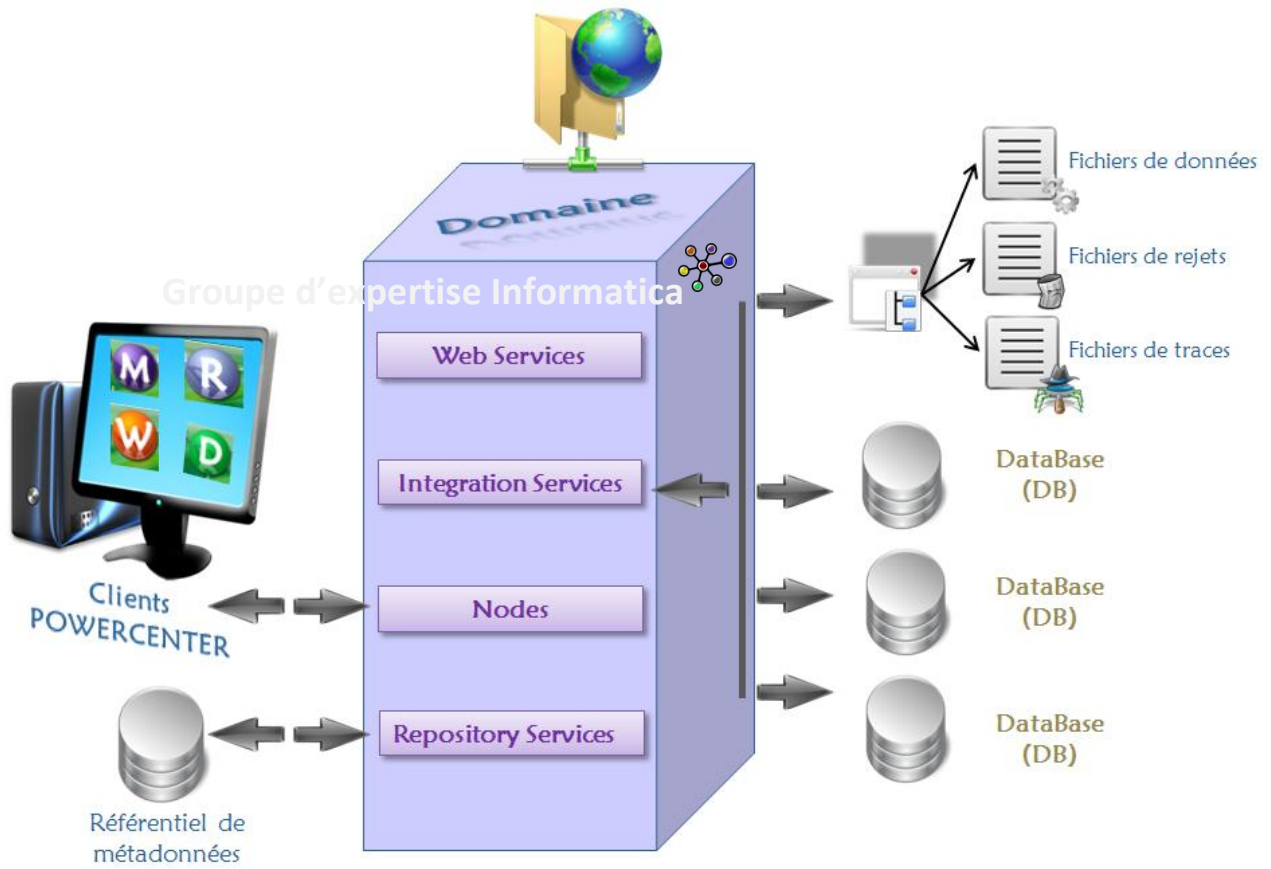 Domaine
Groupe d'expertise Informatica
Web Services
Integration Services
Nodes
Repository Services
M
R
W
D
Clients
POWERCENTER
Référentiel de
métadonnées
Fichiers de données
Fichiers de rejets
Fichiers de traces
DataBase
(DB)
DataBase
(DB)
DataBase
(DB)